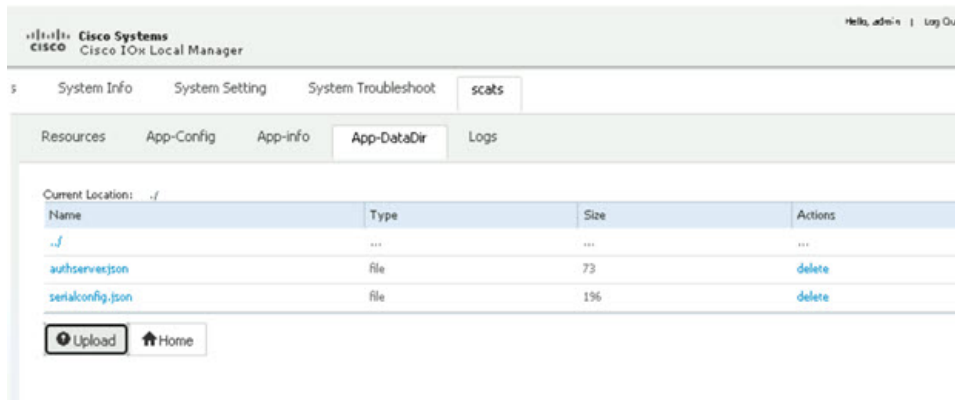 Hello, admin | Log Ou
Cisco Systems
CISCO Cisco IOx Local Manager
s System Info System Setting System Troubleshoot scats
Resources App-Config App-info App-DataDir Logs
Current Location: ./
Name Type Size Actions
../ ... ... ...
authserver.json file 73 delete
serialconfig.json file 196 delete
Upload Home